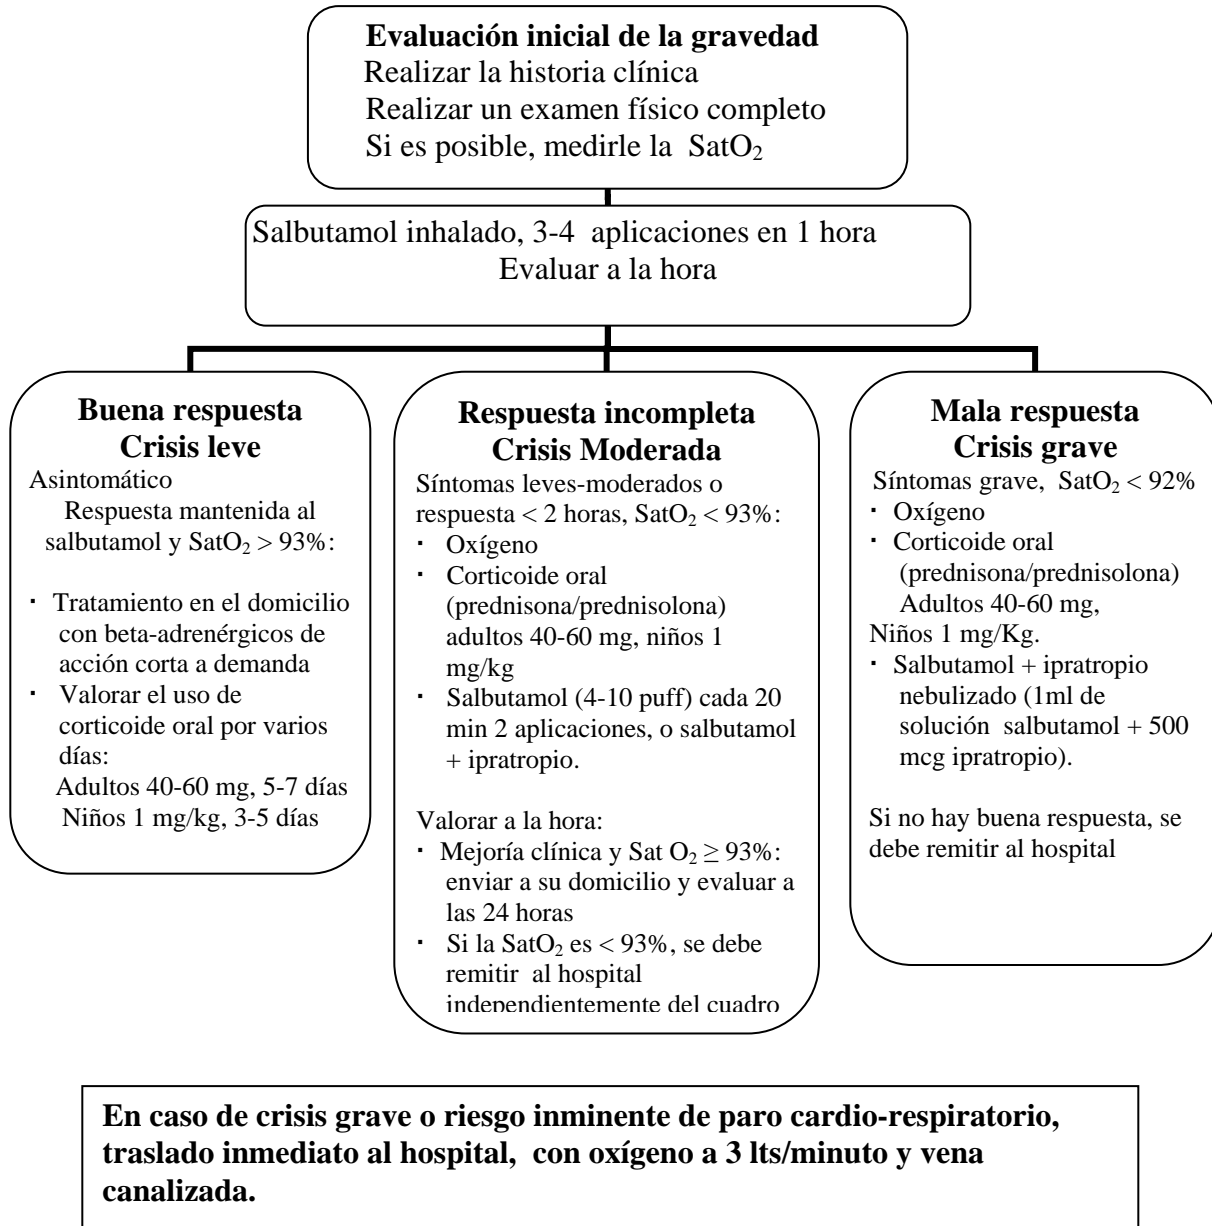 Evaluación inicial de la gravedad
Realizar la historia clínica
Realizar un examen físico completo
Si es posible, medirle la SatO₂
Salbutamol inhalado, 3-4 aplicaciones en 1 hora
Evaluar a la hora
Buena respuesta
Crisis leve
Asintomático
Respuesta mantenida al
salbutamol y SatO₂ > 93%:
· Tratamiento en el domicilio
con beta-adrenérgicos de
acción corta a demanda
· Valorar el uso de
corticoide oral por varios
días:
Adultos 40-60 mg, 5-7 días
Niños 1 mg/kg, 3-5 días
Respuesta incompleta
Crisis Moderada
Síntomas leves-moderados o
respuesta < 2 horas, SatO₂ < 93%:
· Oxígeno
· Corticoide oral
(prednisona/prednisolona)
adultos 40-60 mg, niños 1
mg/kg
· Salbutamol (4-10 puff) cada 20
min 2 aplicaciones, o salbutamol
+ ipratropio.
Valorar a la hora:
· Mejoría clínica y Sat O₂ ≥ 93%:
enviar a su domicilio y evaluar a
las 24 horas
· Si la SatO₂ es < 93%, se debe
remitir al hospital
independientemente del cuadro
Mala respuesta
Crisis grave
Síntomas grave, SatO₂ < 92%
· Oxígeno
· Corticoide oral
(prednisona/prednisolona)
Adultos 40-60 mg,
Niños 1 mg/Kg.
· Salbutamol + ipratropio
nebulizado (1ml de
solución salbutamol + 500
mcg ipratropio).
Si no hay buena respuesta, se
debe remitir al hospital
En caso de crisis grave o riesgo inminente de paro cardio-respiratorio,
traslado inmediato al hospital, con oxígeno a 3 lts/minuto y vena
canalizada.